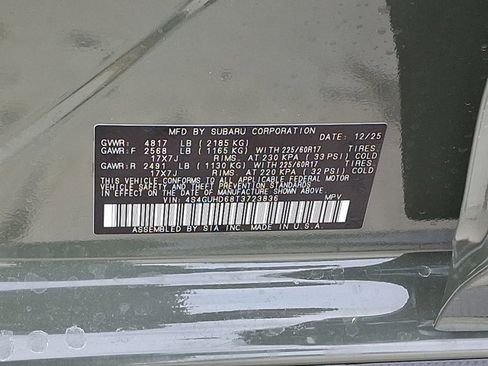 MFD. BY SUBARU CORPORATION DATE: 12/25
GVWR: 4817 LB (2185 KG)
GAWR:F 2568 LB (1165 KG) WITH 225/60R17 TIRES,
17X7J RIMS, AT 230 KPA (33 PSI) COLD
GAWR:R 2491 LB (1130 KG) WITH 225/60R17 TIRES,
17X7J RIMS, AT 220 KPA (32 PSI) COLD
THIS VEHICLE CONFORMS TO ALL APPLICABLE FEDERAL MOTOR
VEHICLE SAFETY, BUMPER, AND THEFT PREVENTION STANDARDS
IN EFFECT ON THE DATE OF MANUFACTURE SHOWN ABOVE.
VIN: 4S4GUHD68T3723836 MPV
ASSEMBLED BY SIA INC. MADE IN U.S.A.